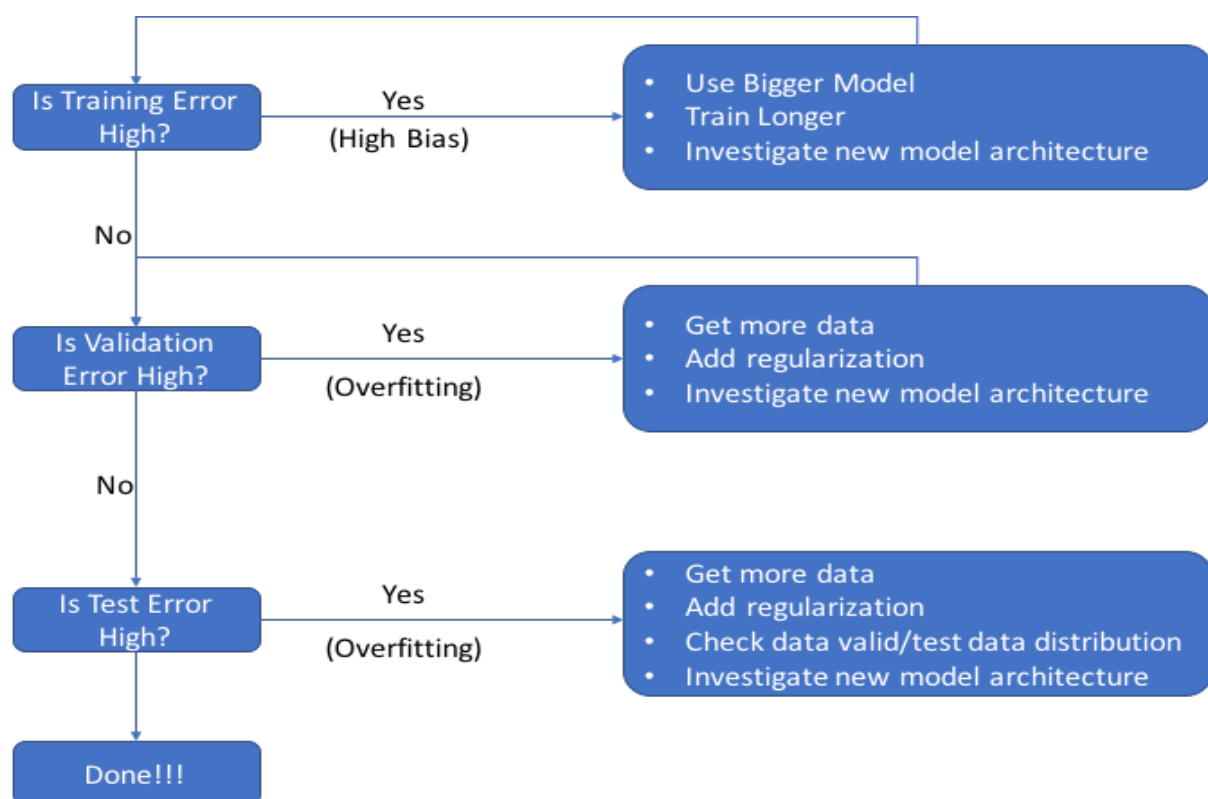 Is Training Error
High?
Yes
(High Bias)
• Use Bigger Model
• Train Longer
• Investigate new model architecture
No
Is Validation
Error High?
Yes
(Overfitting)
• Get more data
• Add regularization
• Investigate new model architecture
No
Is Test Error
High?
Yes
(Overfitting)
• Get more data
• Add regularization
• Check data valid/test data distribution
• Investigate new model architecture
Done!!!